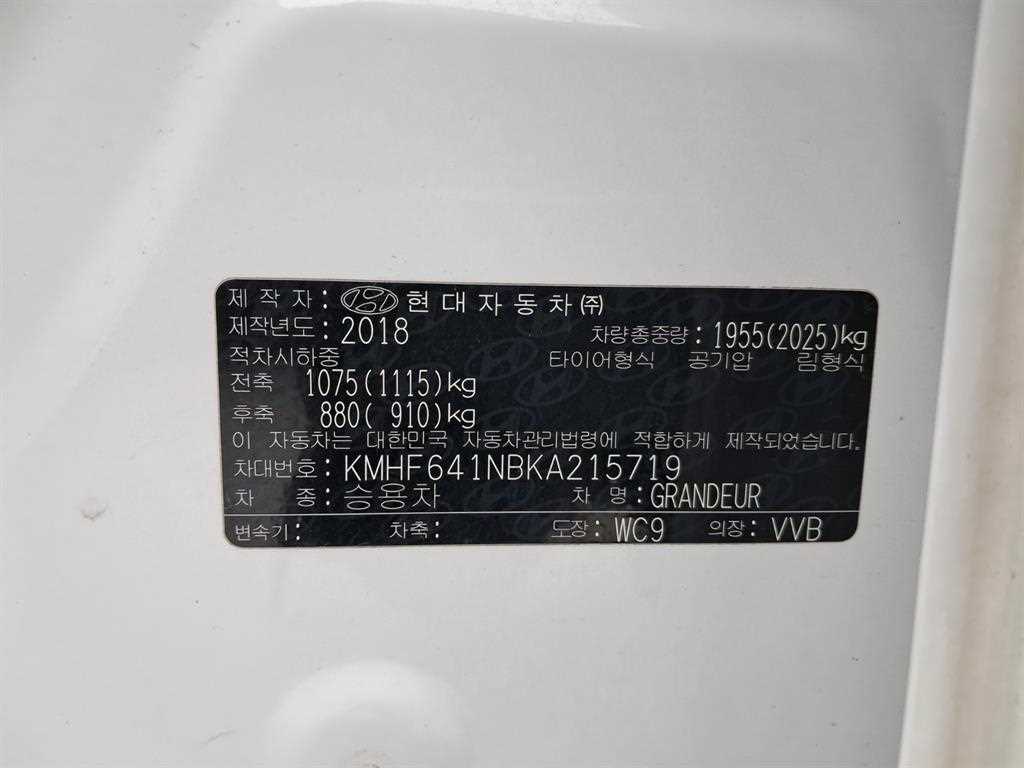 제 작 자 : 현 대 자 동 차 ㈜
제작년도 : 2018 차량총중량 : 1955(2025)kg
적차시하중 타이어형식 공기압 림형식
전축 1075(1115)kg
후축 880( 910)kg
이 자동차는 대한민국 자동차관리법령에 적합하게 제작되었습니다.
차대번호 : KMHF641NBKA215719
차 종 : 승용차 차 명 : GRANDEUR
변속기 : 차축 : 도장 : WC9 의장 : VVB